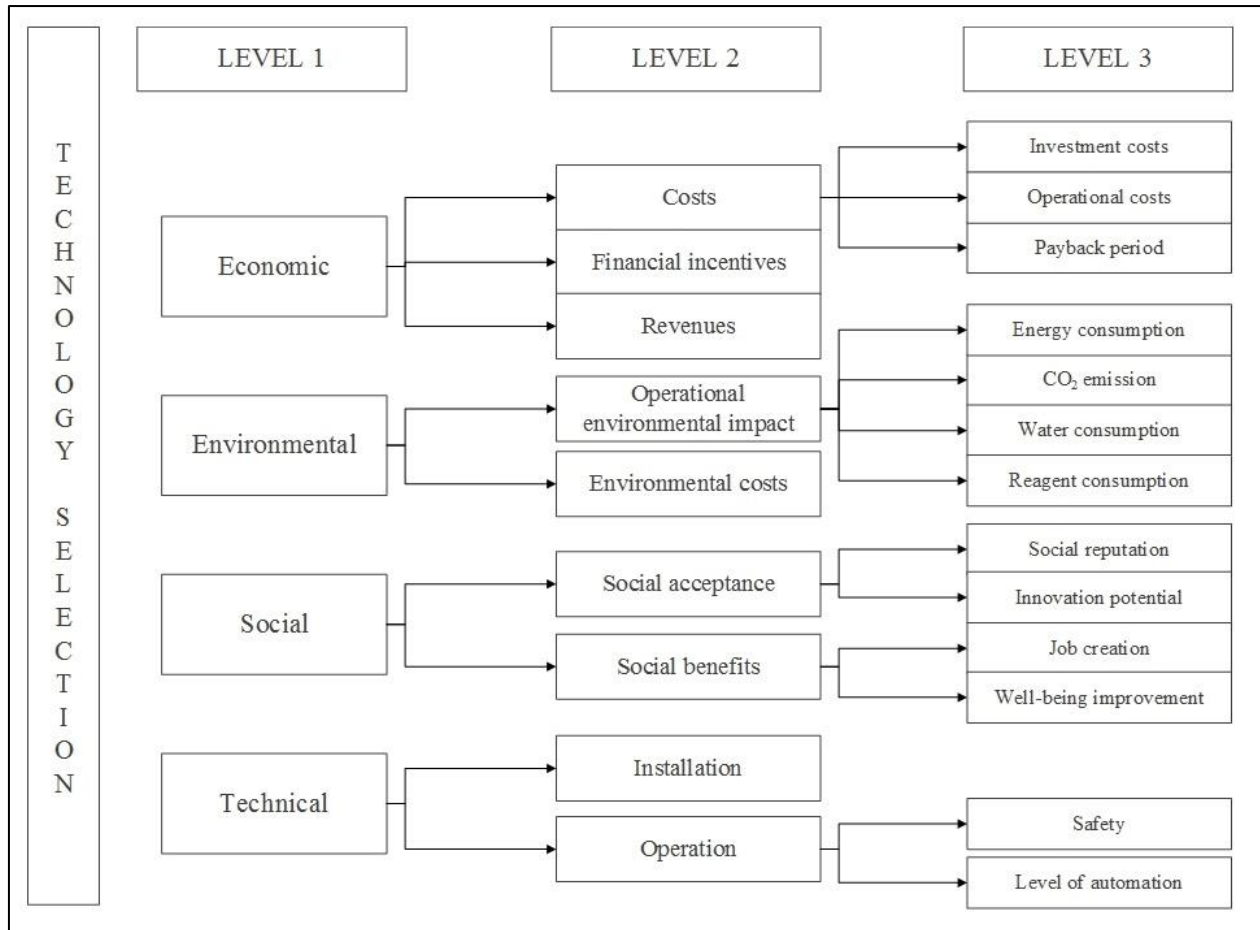 TECHNOLOGY SELECTION
LEVEL 1
LEVEL 2
LEVEL 3
Economic
Costs
Financial incentives
Revenues
Investment costs
Operational costs
Payback period
Environmental
Operational
environmental impact
Environmental costs
Energy consumption
CO₂ emission
Water consumption
Reagent consumption
Social
Social acceptance
Social benefits
Social reputation
Innovation potential
Job creation
Well-being improvement
Technical
Installation
Operation
Safety
Level of automation